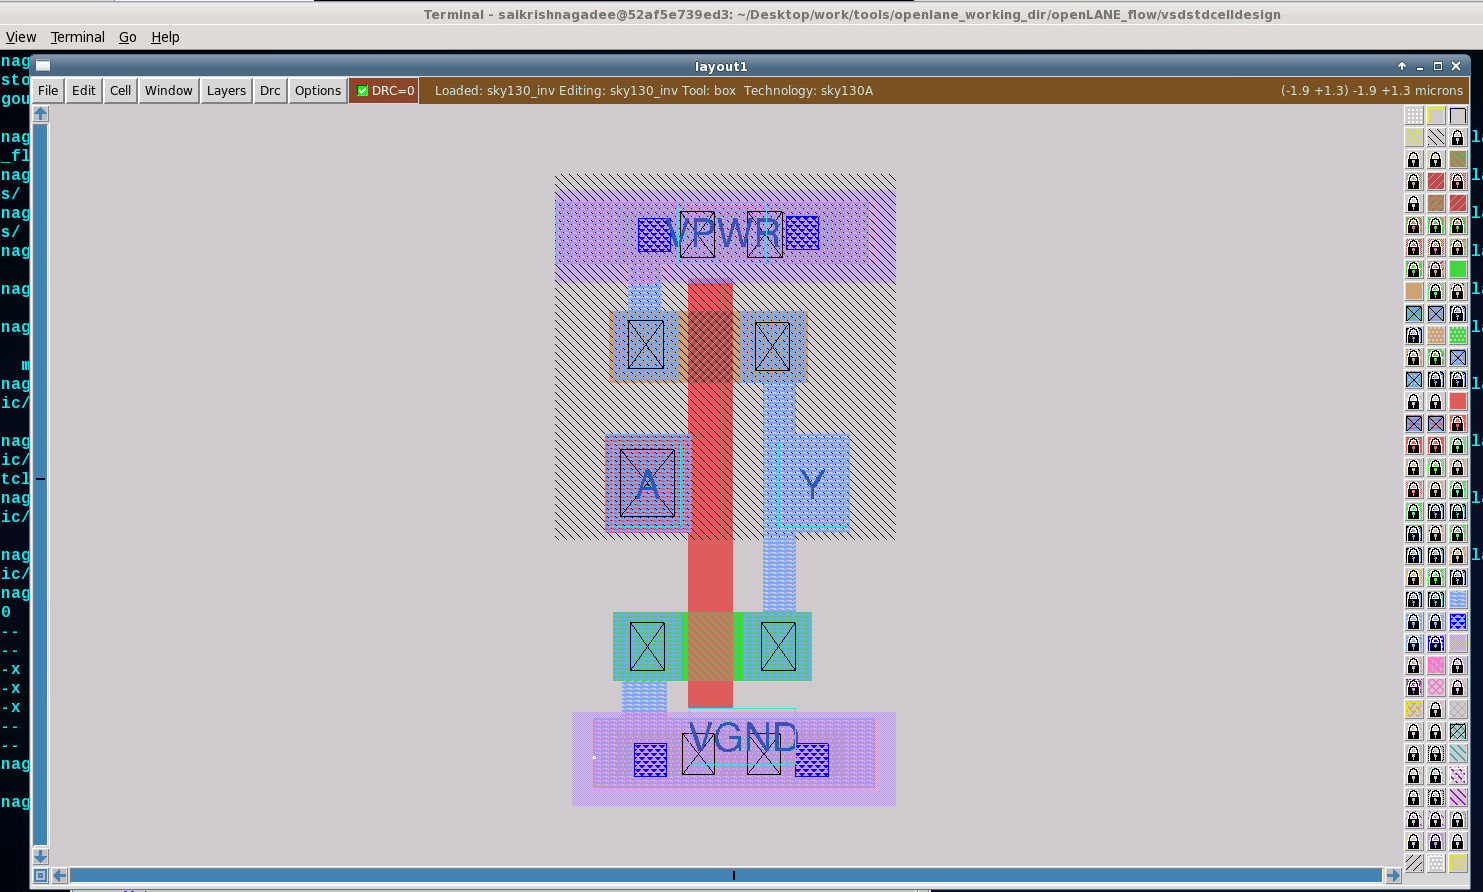 Terminal - saikrishnagadee@52af5e739ed3: ~/Desktop/work/tools/openlane_working_dir/openLANE_flow/vsdstdcelldesign
View Terminal Go Help
layout1
File Edit Cell Window Layers Drc Options DRC=0 Loaded: sky130_inv Editing: sky130_inv Tool: box Technology: sky130A (-1.9 +1.3) -1.9 +1.3 microns
nag
sto
gou
nag
_fl
nag
s/
nag
s/
nag
nag
nag
m
nag
ic/
nag
ic/
tcl
nag
ic/
nag
ic/
nag
0
--
--
-x
-x
-x
--
--
nag
nag
VPWR
A
Y
VGND